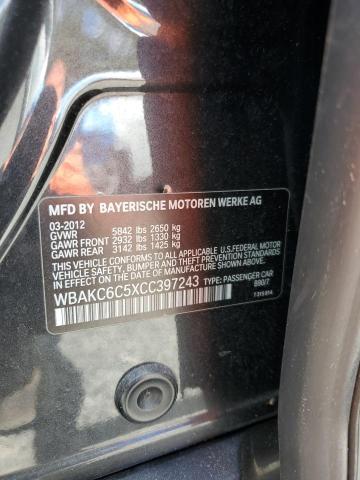 MFD BY BAYERISCHE MOTOREN WERKE AG
03-2012
GVWR 5842 lbs 2650 kg
GAWR FRONT 2932 lbs 1330 kg
GAWR REAR 3142 lbs 1425 kg
THIS VEHICLE CONFORMS TO ALL APPLICABLE U.S. FEDERAL MOTOR
VEHICLE SAFETY, BUMPER, AND THEFT PREVENTION STANDARDS
IN EFFECT ON THE DATE OF MANUFACTURE SHOWN ABOVE.
WBAKC6C5XCC397243 TYPE: PASSENGER CAR
890/7